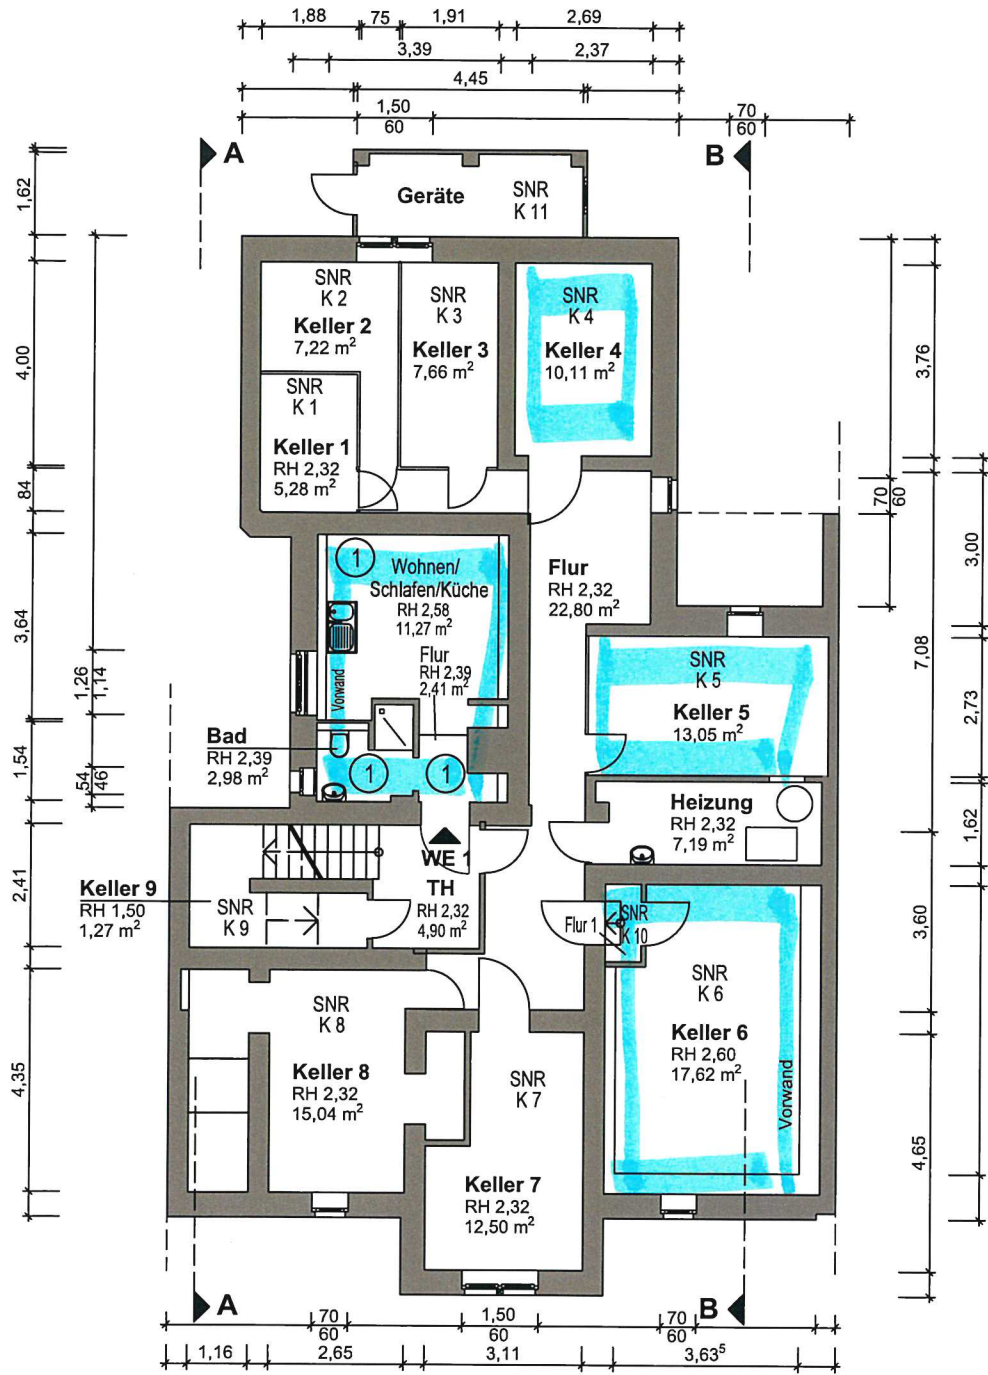 1,88 75 1,91 2,69
3,39 2,37
4,45
1,50 70
60 60
A B
1,62
Geräte SNR
K 11
SNR
K 2
Keller 2
7,22 m²
SNR
K 3
Keller 3
7,66 m²
SNR
K 4
Keller 4
10,11 m²
4,00
3,76
SNR
K 1
Keller 1
RH 2,32
5,28 m²
84
70
60
1
Wohnen/
Schlafen/Küche
RH 2,58
11,27 m²
Flur
RH 2,32
22,80 m²
3,00
3,64
Flur
RH 2,39
2,41 m²
Vorwand
SNR
K 5
Keller 5
13,05 m²
7,08
2,73
1,26
1,14
Bad
RH 2,39
2,98 m²
1 1
1,54
54
46
Heizung
RH 2,32
7,19 m²
1,62
WE 1
TH
RH 2,32
4,90 m²
Keller 9
RH 1,50
1,27 m²
SNR
K 9
2,41
Flur 1
SNR
K 10
3,60
SNR
K 6
Keller 6
RH 2,60
17,62 m²
Vorwand
SNR
K 8
Keller 8
RH 2,32
15,04 m²
4,35
SNR
K 7
Keller 7
RH 2,32
12,50 m²
4,65
A B
70 1,50 70
60 60 60
1,16 2,65 3,11 3,63⁵